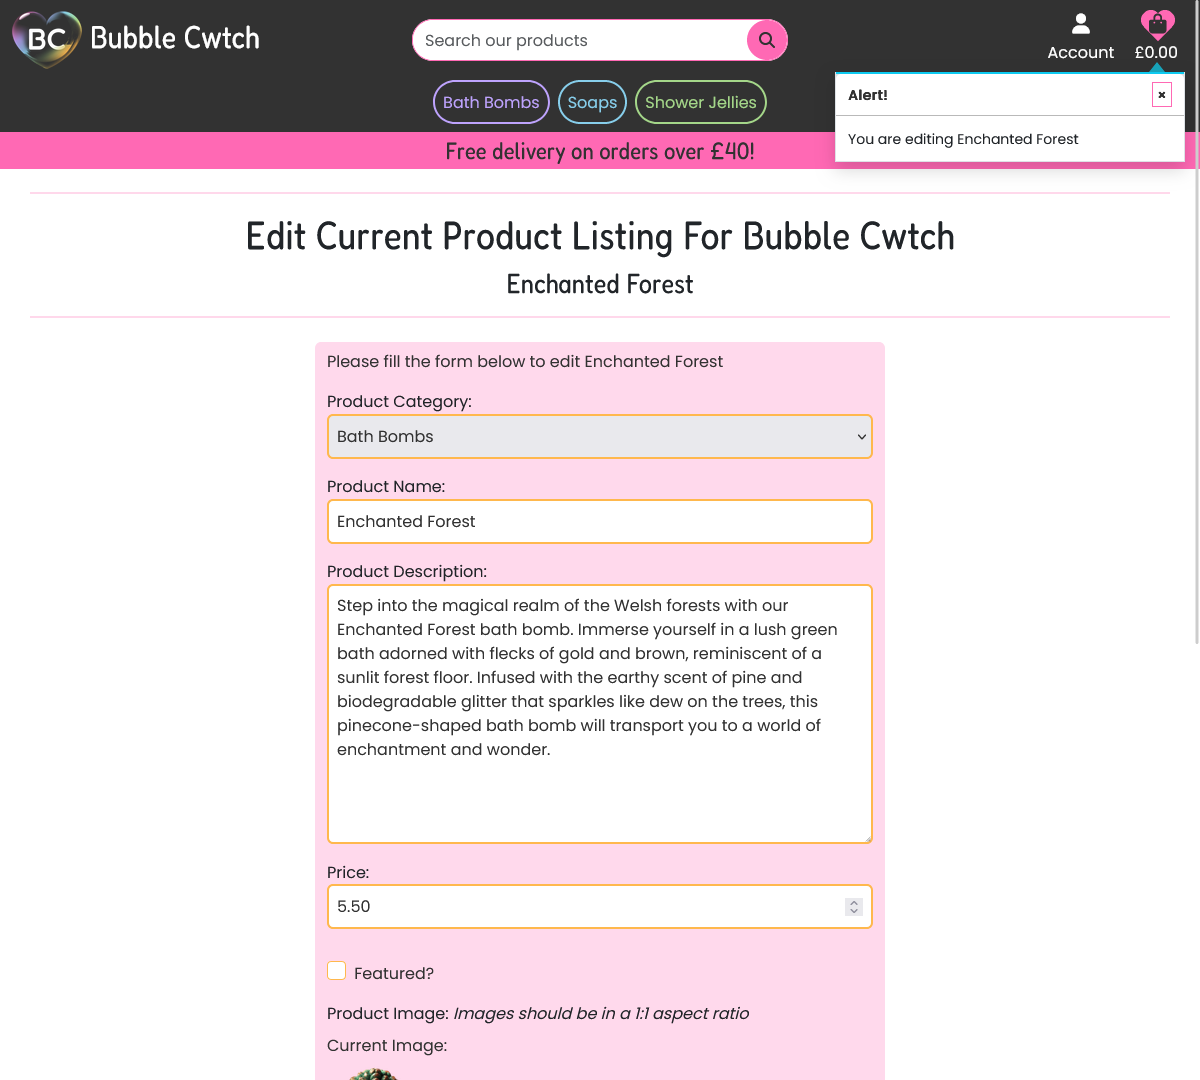 BC Bubble Cwtch
Search our products
Account
£0.00
Bath Bombs
Soaps
Shower Jellies
Alert!
You are editing Enchanted Forest
Free delivery on orders over £40!
Edit Current Product Listing For Bubble Cwtch
Enchanted Forest
Please fill the form below to edit Enchanted Forest
Product Category:
Bath Bombs
Product Name:
Enchanted Forest
Product Description:
Step into the magical realm of the Welsh forests with our
Enchanted Forest bath bomb. Immerse yourself in a lush green
bath adorned with flecks of gold and brown, reminiscent of a
sunlit forest floor. Infused with the earthy scent of pine and
biodegradable glitter that sparkles like dew on the trees, this
pinecone-shaped bath bomb will transport you to a world of
enchantment and wonder.
Price:
5.50
Featured?
Product Image: Images should be in a 1:1 aspect ratio
Current Image: